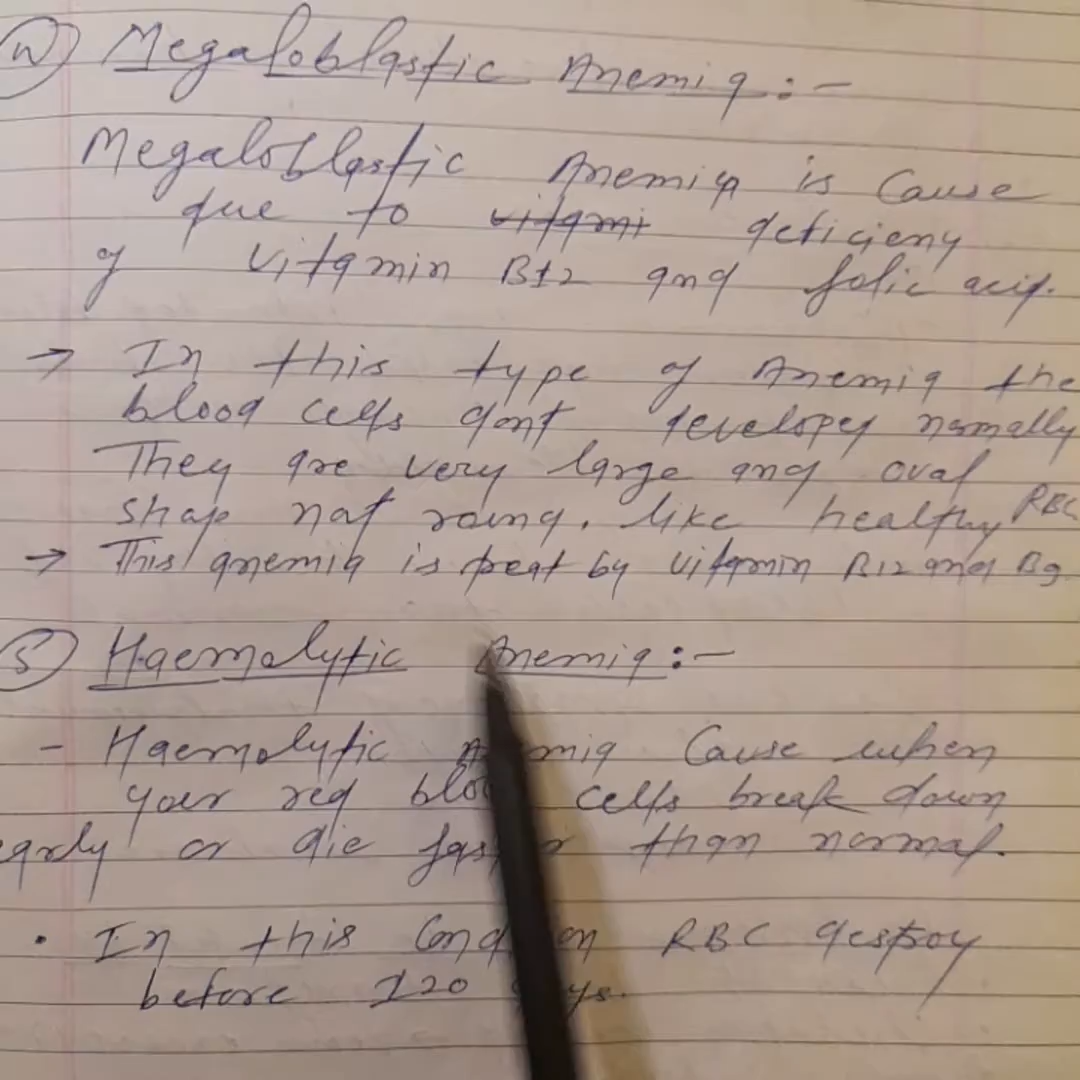 Megaloblastic Anemia :-
Megaloblastic Anemia is Cause
due to vitami deficieny
of vitamin B12 and folic acid.
→ In this type of Anemia the
blood cells dont developed normally
They are very large and oval
shap not round. like healthy RBC
→ This anemia is treat by vitamin B12 and B9
5 Haemolytic Anemia :-
- Haemolytic Anemia Cause when
your red blood cells break down
early or die faster than normal.
• In this Condition RBC destroy
before 120 days.